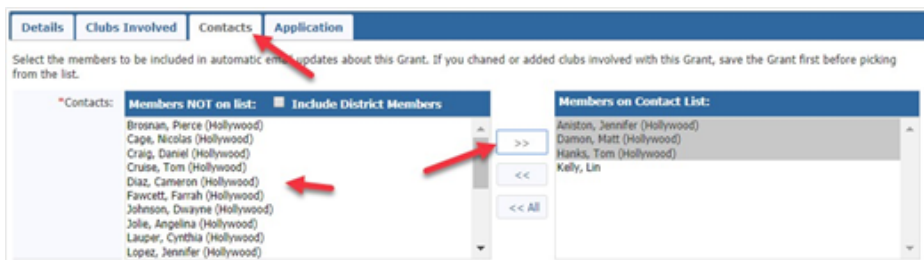 Details Clubs Involved Contacts Application
Select the members to be included in automatic email updates about this Grant. If you chaned or added clubs involved with this Grant, save the Grant first before picking
from the list.
*Contacts: Members NOT on list: Include District Members Members on Contact List:
Brosnan, Pierce (Hollywood)
Cage, Nicolas (Hollywood)
Craig, Daniel (Hollywood)
Cruise, Tom (Hollywood)
Diaz, Cameron (Hollywood)
Fawcett, Farrah (Hollywood)
Johnson, Dwayne (Hollywood)
Jolie, Angelina (Hollywood)
Lauper, Cynthia (Hollywood)
Lopez, Jennifer (Hollywood)
>>
<<
<< All
Aniston, Jennifer (Hollywood)
Damon, Matt (Hollywood)
Hanks, Tom (Hollywood)
Kelly, Lin